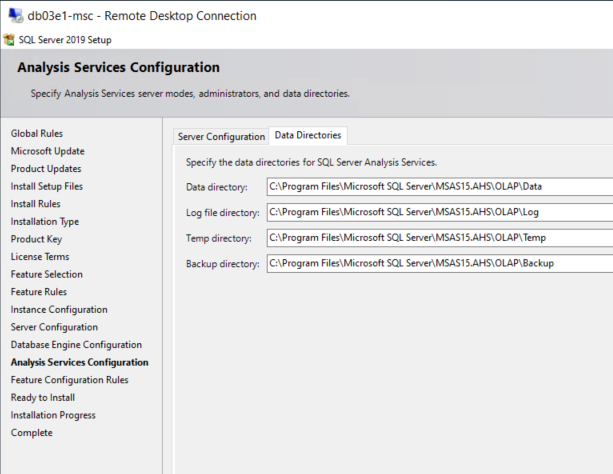 db03e1-msc - Remote Desktop Connection
SQL Server 2019 Setup
Analysis Services Configuration
Specify Analysis Services server modes, administrators, and data directories.
Global Rules
Microsoft Update
Product Updates
Install Setup Files
Install Rules
Installation Type
Product Key
License Terms
Feature Selection
Feature Rules
Instance Configuration
Server Configuration
Database Engine Configuration
Analysis Services Configuration
Feature Configuration Rules
Ready to Install
Installation Progress
Complete
Server Configuration Data Directories
Specify the data directories for SQL Server Analysis Services.
Data directory: C:\Program Files\Microsoft SQL Server\MSAS15.AHS\OLAP\Data
Log file directory: C:\Program Files\Microsoft SQL Server\MSAS15.AHS\OLAP\Log
Temp directory: C:\Program Files\Microsoft SQL Server\MSAS15.AHS\OLAP\Temp
Backup directory: C:\Program Files\Microsoft SQL Server\MSAS15.AHS\OLAP\Backup